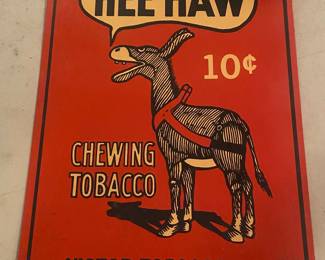 HEE HAW
10¢
CHEWING
TOBACCO